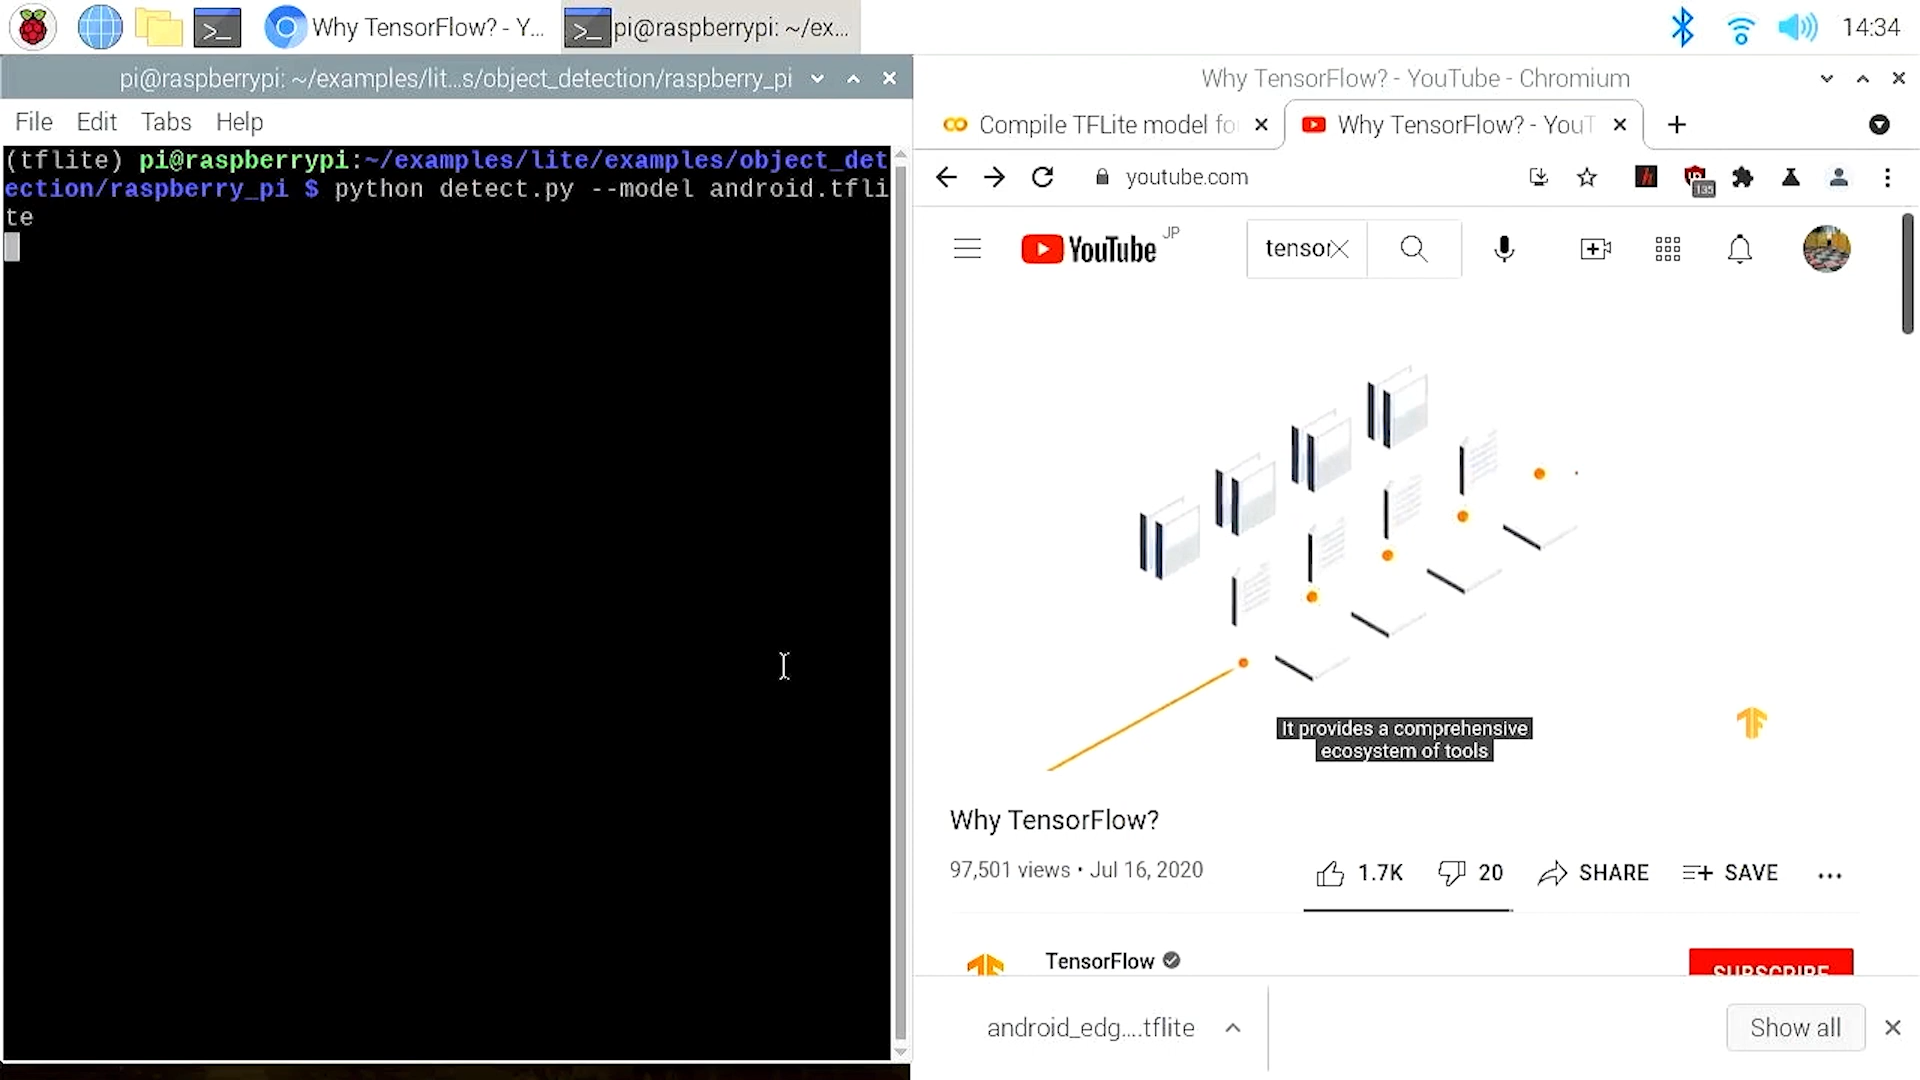 Why TensorFlow? - Y...
pi@raspberrypi: ~/ex...
14:34
pi@raspberrypi: ~/examples/lit...s/object_detection/raspberry_pi
File Edit Tabs Help
(tflite) pi@raspberrypi:~/examples/lite/examples/object_det
ection/raspberry_pi $ python detect.py --model android.tfli
te
Why TensorFlow? - YouTube - Chromium
Compile TFLite model fo
Why TensorFlow? - YouT
youtube.com
135
YouTube JP
tensor
It provides a comprehensive
ecosystem of tools
Why TensorFlow?
97,501 views • Jul 16, 2020
1.7K 20 SHARE SAVE
TensorFlow
SUBSCRIBE
android_edg....tflite
Show all